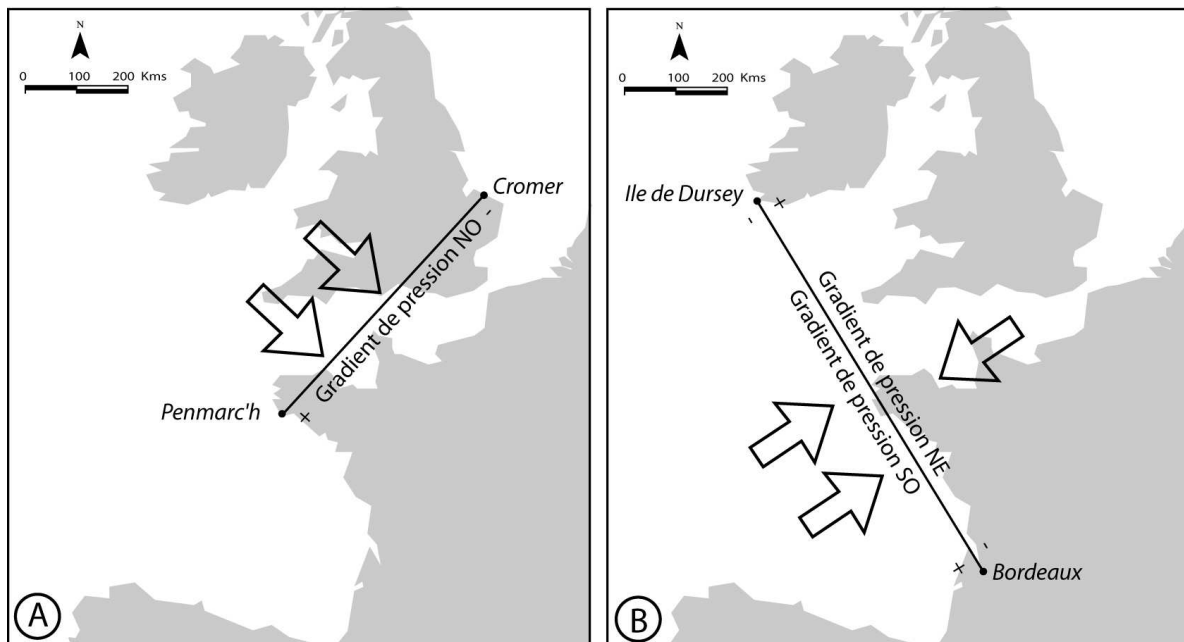 N
0 100 200 Kms
Cromer
-
Gradient de pression NO
+
Penmarc'h
A
N
0 100 200 Kms
Ile de Dursey
+
-
Gradient de pression NE
Gradient de pression SO
-
+
Bordeaux
B